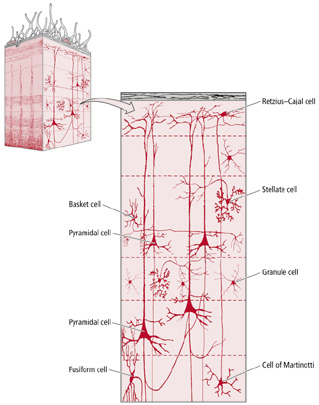 Retzius–Cajal cell
Stellate cell
Basket cell
Pyramidal cell
Granule cell
Pyramidal cell
Fusiform cell
Cell of Martinotti